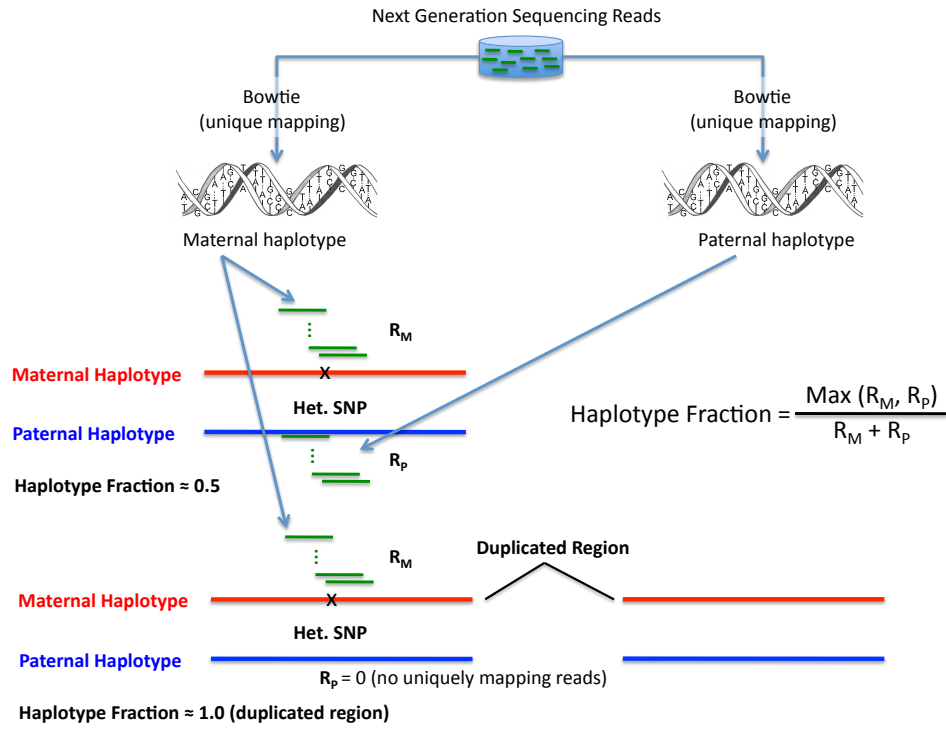 Next Generation Sequencing Reads
Bowtie
(unique mapping)
Bowtie
(unique mapping)
Maternal haplotype
Paternal haplotype
R_M
Maternal Haplotype
X
Het. SNP
Paternal Haplotype
R_P
Haplotype Fraction ≈ 0.5
Haplotype Fraction = Max (R_M, R_P)
R_M + R_P
R_M
Duplicated Region
Maternal Haplotype
X
Het. SNP
Paternal Haplotype
R_P = 0 (no uniquely mapping reads)
Haplotype Fraction ≈ 1.0 (duplicated region)